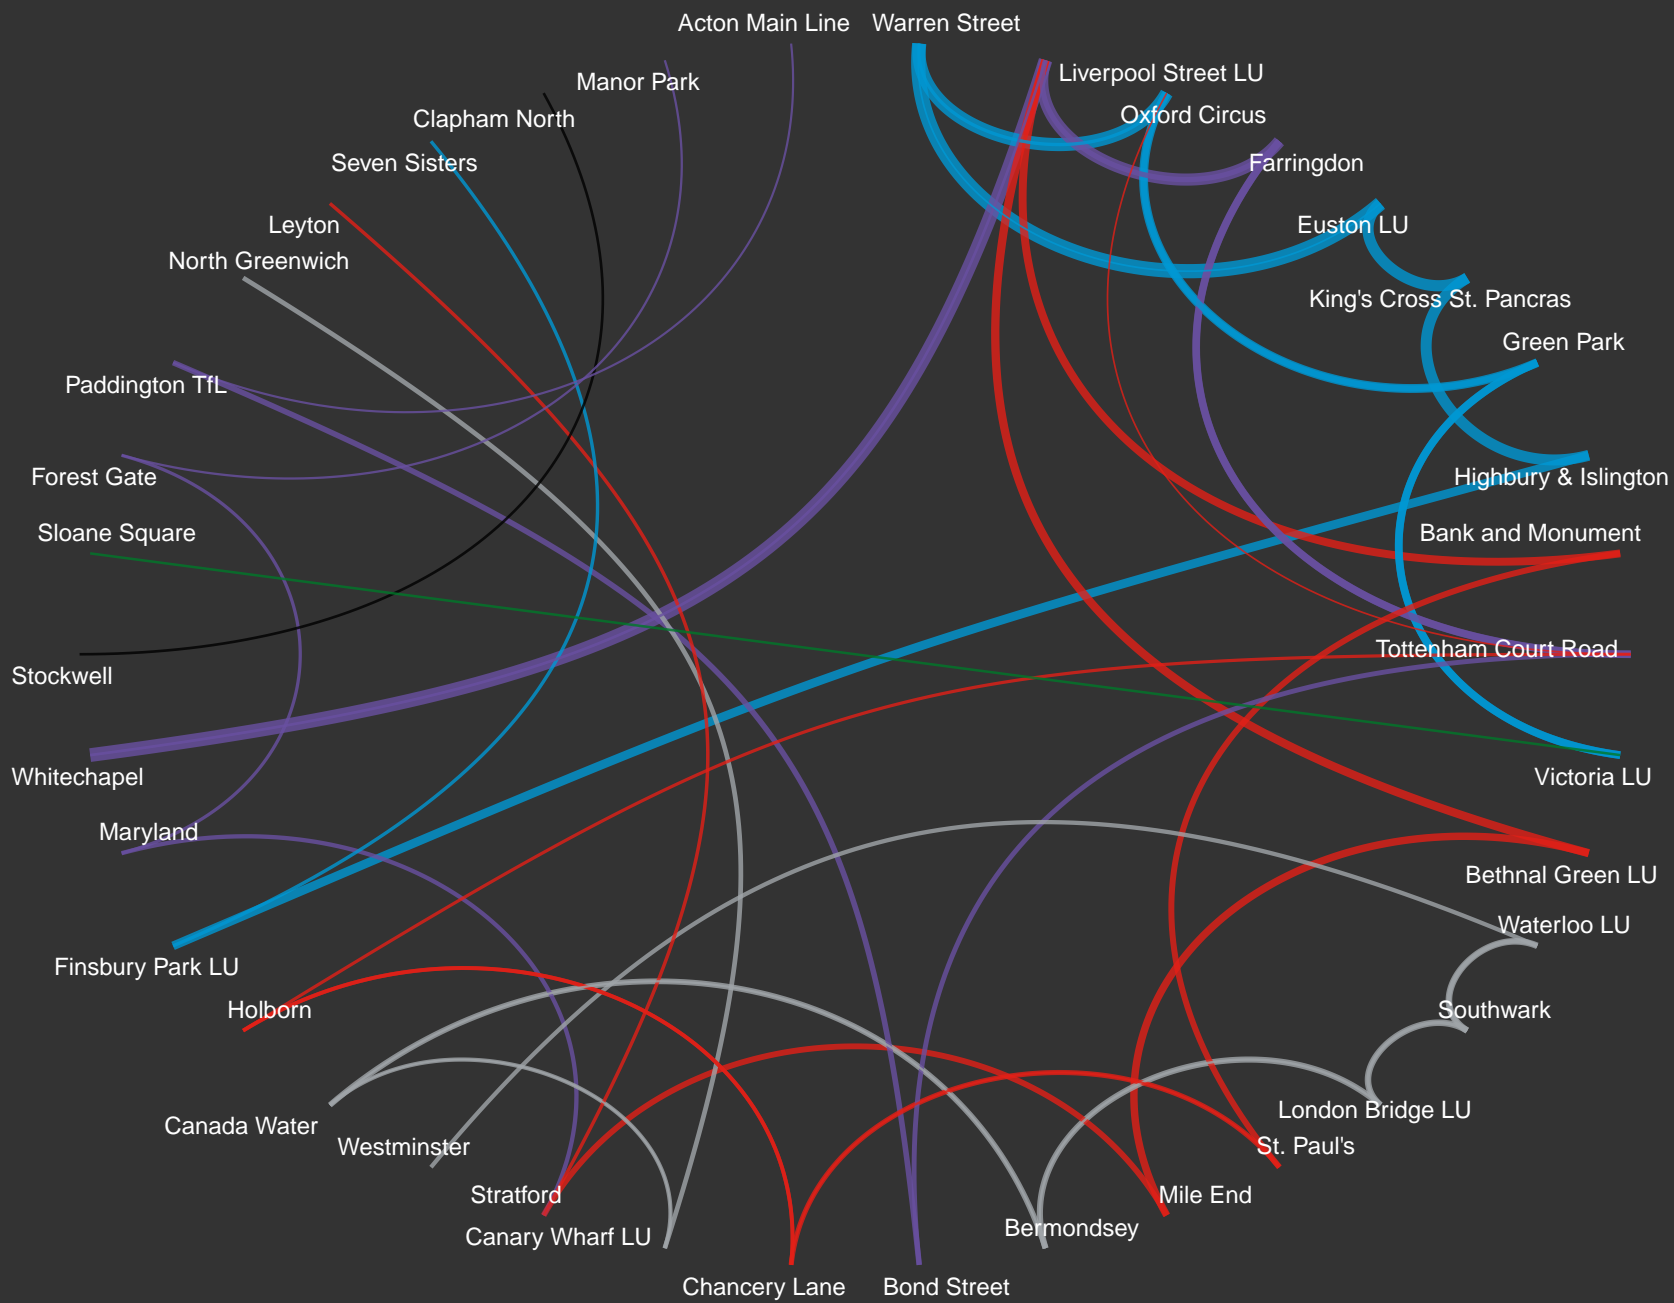 Acton Main Line
Warren Street
Manor Park
Liverpool Street LU
Clapham North
Oxford Circus
Seven Sisters
Farringdon
Leyton
Euston LU
North Greenwich
King's Cross St. Pancras
Green Park
Paddington TfL
Forest Gate
Highbury & Islington
Sloane Square
Bank and Monument
Tottenham Court Road
Stockwell
Whitechapel
Victoria LU
Maryland
Bethnal Green LU
Waterloo LU
Finsbury Park LU
Holborn
Southwark
London Bridge LU
Canada Water
Westminster
St. Paul's
Stratford
Mile End
Bermondsey
Canary Wharf LU
Chancery Lane
Bond Street